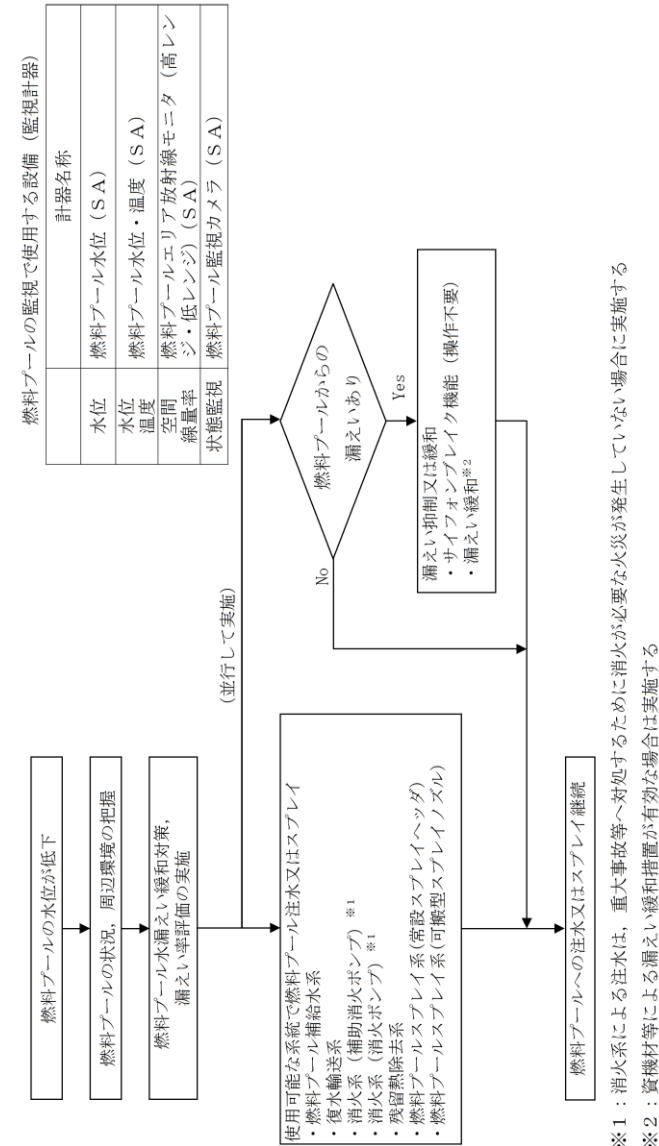 燃料プールの監視で使用する設備（監視計器）
計器名称
水位 燃料プール水位（ＳＡ）
水位
温度
燃料プール水位・温度（ＳＡ）
空間
線量率
燃料プールエリア放射線モニタ（高レン
ジ・低レンジ）（ＳＡ）
状態監視 燃料プール監視カメラ（ＳＡ）
燃料プールの水位が低下
燃料プールの状況，周辺環境の把握
燃料プール水漏えい緩和対策，
漏えい率評価の実施
(並行して実施)
使用可能な系統で燃料プール注水又はスプレイ
・燃料プール補給水系
・復水輸送系
・消火系（補助消火ポンプ）※1
・消火系（消火ポンプ）※1
・残留熱除去系
・燃料プールスプレイ系(常設スプレイヘッダ)
・燃料プールスプレイ系(可搬型スプレイノズル)
燃料プールからの
漏えいあり
No
Yes
漏えい抑制又は緩和
・サイフォンブレイク機能（操作不要）
・漏えい緩和※2
燃料プールへの注水又はスプレイ継続
※１：消火系による注水は，重大事故等へ対処するために消火が必要な火災が発生していない場合に実施する
※２：資機材等による漏えい緩和措置が有効な場合は実施する